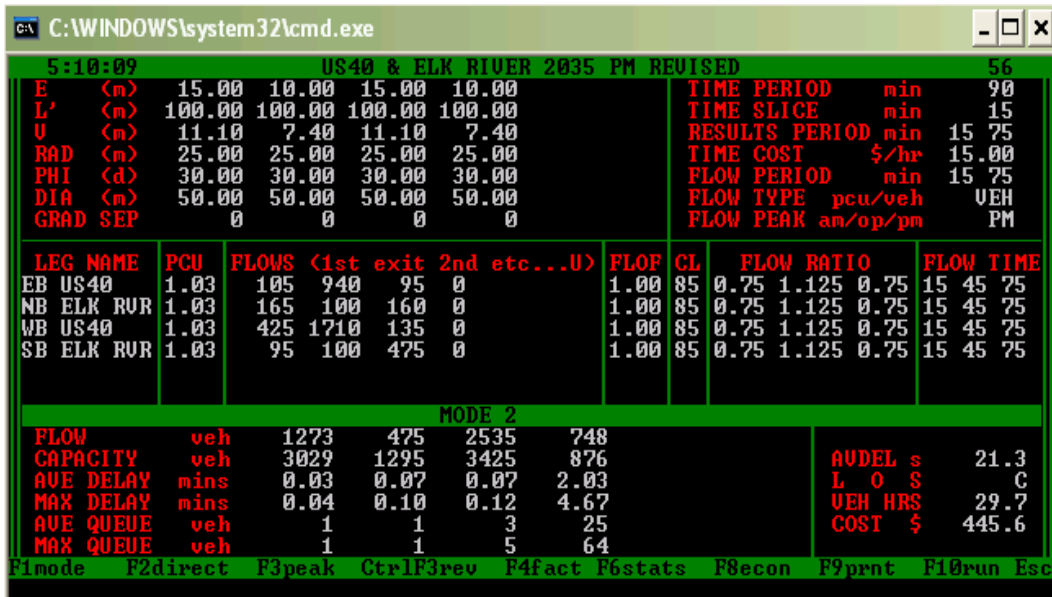 C:\WINDOWS\system32\cmd.exe
5:10:09 US40 & ELK RIVER 2035 PM REVISED 56
E (m) 15.00 10.00 15.00 10.00 TIME PERIOD min 90
L' (m) 100.00 100.00 100.00 100.00 TIME SLICE min 15
V (m) 11.10 7.40 11.10 7.40 RESULTS PERIOD min 15 75
RAD (m) 25.00 25.00 25.00 25.00 TIME COST $/hr 15.00
PHI (d) 30.00 30.00 30.00 30.00 FLOW PERIOD min 15 75
DIA (m) 50.00 50.00 50.00 50.00 FLOW TYPE pcu/veh VEH
GRAD SEP 0 0 0 0 FLOW PEAK am/op/pm PM
LEG NAME PCU FLOWS (1st exit 2nd etc...U) FLOF CL FLOW RATIO FLOW TIME
EB US40 1.03 105 940 95 0 1.00 85 0.75 1.125 0.75 15 45 75
NB ELK RVR 1.03 165 100 160 0 1.00 85 0.75 1.125 0.75 15 45 75
WB US40 1.03 425 1710 135 0 1.00 85 0.75 1.125 0.75 15 45 75
SB ELK RVR 1.03 95 100 475 0 1.00 85 0.75 1.125 0.75 15 45 75
MODE 2
FLOW veh 1273 475 2535 748
CAPACITY veh 3029 1295 3425 876 AVDEL s 21.3
AVE DELAY mins 0.03 0.07 0.07 2.03 L O S C
MAX DELAY mins 0.04 0.10 0.12 4.67 VEH HRS 29.7
AVE QUEUE veh 1 1 3 25 COST $ 445.6
MAX QUEUE veh 1 1 5 64
F1mode F2direct F3peak CtrlF3rev F4fact F6stats F8econ F9prnt F10run Esc